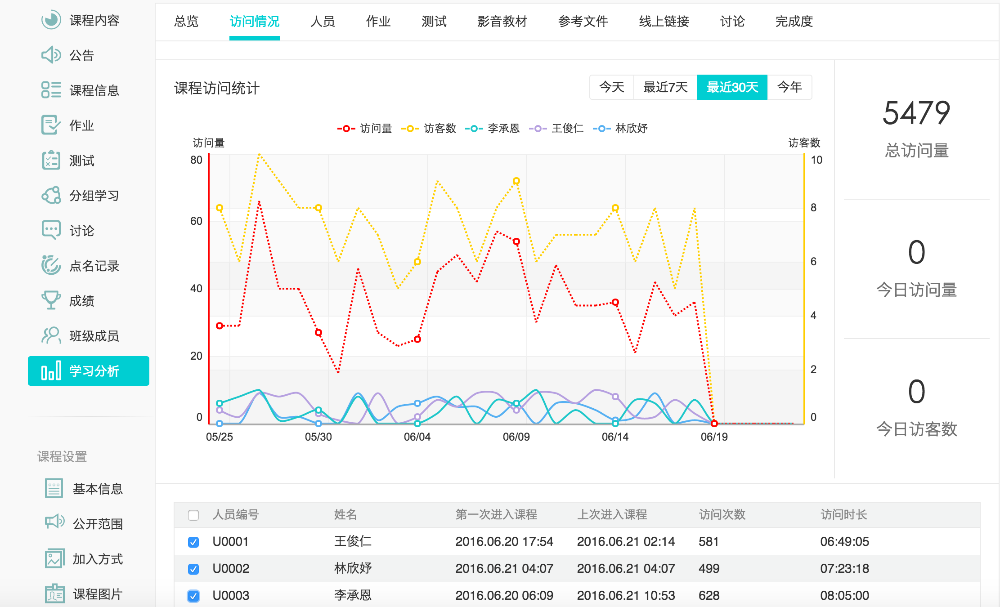 课程内容
公告
课程信息
作业
测试
分组学习
讨论
点名记录
成绩
班级成员
学习分析
课程设置
基本信息
公开范围
加入方式
课程图片
总览 访问情况 人员 作业 测试 影音教材 参考文件 线上链接 讨论 完成度
课程访问统计
今天 最近7天 最近30天 今年
访问量 访客数 李承恩 王俊仁 林欣妤
访问量 访客数
80 10
8
60
6
40
4
20
2
0 0
05/25 05/30 06/04 06/09 06/14 06/19
5479
总访问量
0
今日访问量
0
今日访客数
人员编号 姓名 第一次进入课程 上次进入课程 访问次数 访问时长
U0001 王俊仁 2016.06.20 17:54 2016.06.21 02:14 581 06:49:05
U0002 林欣妤 2016.06.21 04:07 2016.06.21 04:07 499 07:23:18
U0003 李承恩 2016.06.20 06:09 2016.06.21 10:53 628 08:05:00